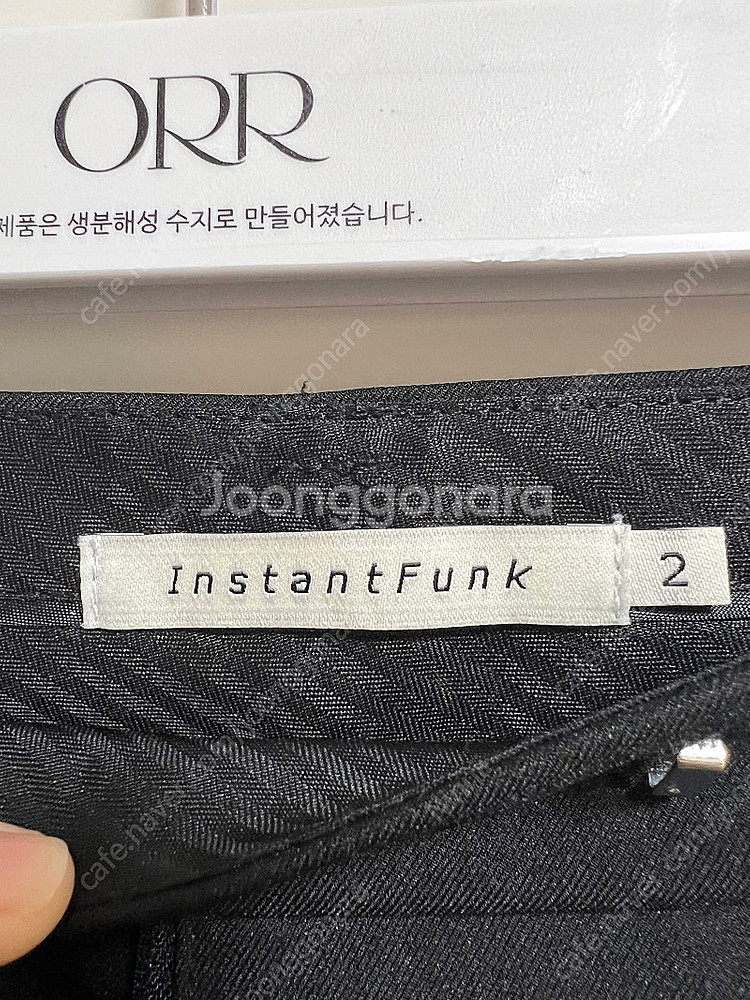 ORR
제품은 생분해성 수지로 만들어졌습니다.
Joonggonara
InstantFunk
2